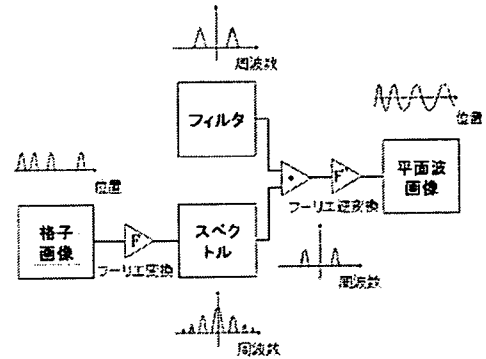 周波数
フィルタ
位置
平面波
画像
位置
F
フーリエ逆変換
格子
画像
F
フーリエ変換
スペク
トル
周波数
周波数